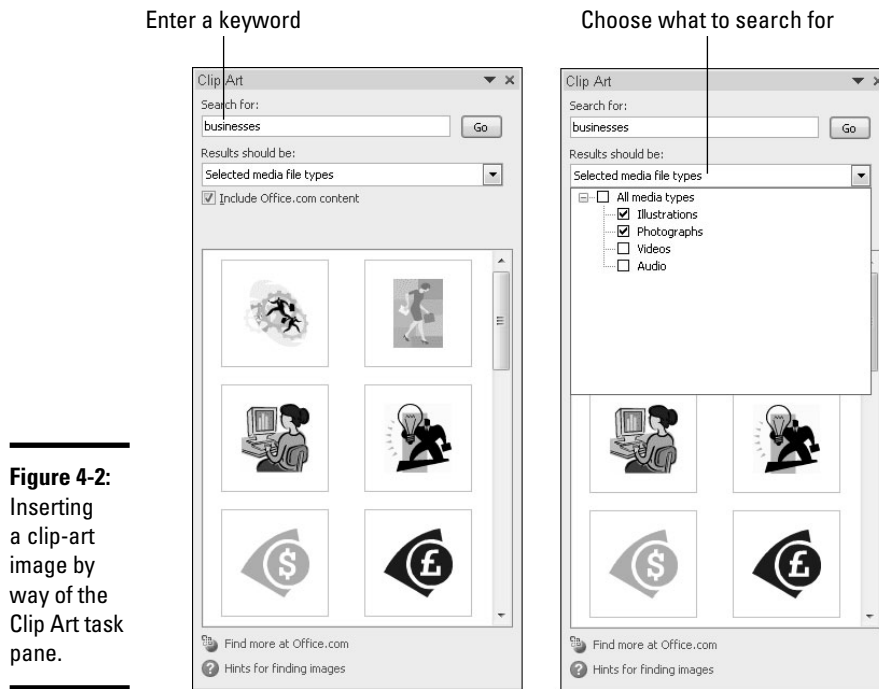 Enter a keyword
Choose what to search for
Clip Art
Search for:
businesses
Go
Results should be:
Selected media file types
Include Office.com content
$
£
Find more at Office.com
Hints for finding images
Clip Art
Search for:
businesses
Go
Results should be:
Selected media file types
All media types
Illustrations
Photographs
Videos
Audio
$
£
Find more at Office.com
Hints for finding images
Figure 4-2:
Inserting
a clip-art
image by
way of the
Clip Art task
pane.